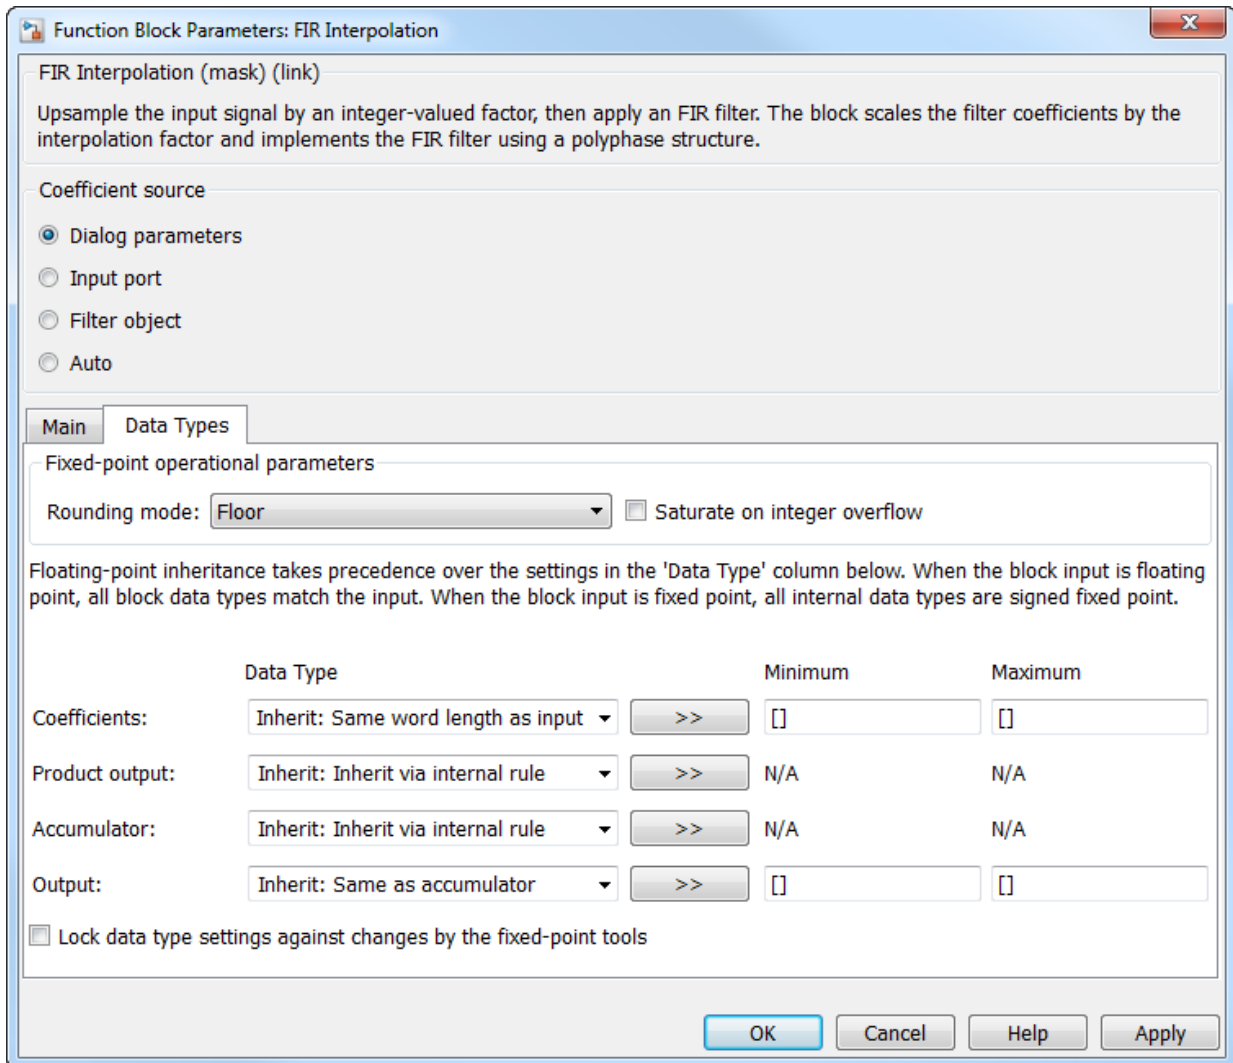 Function Block Parameters: FIR Interpolation
X
FIR Interpolation (mask) (link)
Upsample the input signal by an integer-valued factor, then apply an FIR filter. The block scales the filter coefficients by the
interpolation factor and implements the FIR filter using a polyphase structure.
Coefficient source
Dialog parameters
Input port
Filter object
Auto
Main Data Types
Fixed-point operational parameters
Rounding mode: Floor Saturate on integer overflow
Floating-point inheritance takes precedence over the settings in the 'Data Type' column below. When the block input is floating
point, all block data types match the input. When the block input is fixed point, all internal data types are signed fixed point.
Data Type Minimum Maximum
Coefficients: Inherit: Same word length as input >> [] []
Product output: Inherit: Inherit via internal rule >> N/A N/A
Accumulator: Inherit: Inherit via internal rule >> N/A N/A
Output: Inherit: Same as accumulator >> [] []
Lock data type settings against changes by the fixed-point tools
OK Cancel Help Apply